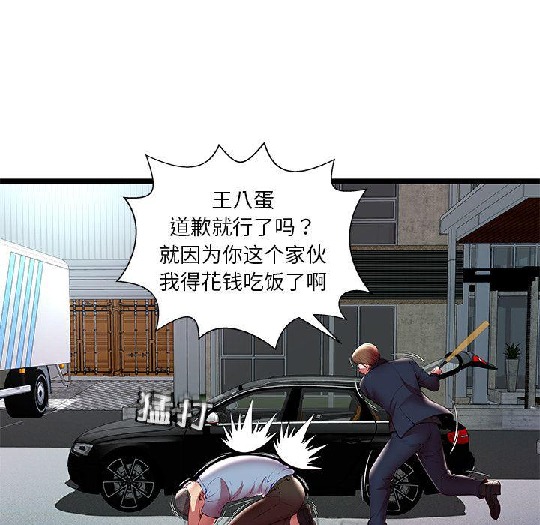 王八蛋
道歉就行了吗？
就因为你这个家伙
我得花钱吃饭了啊
猛打